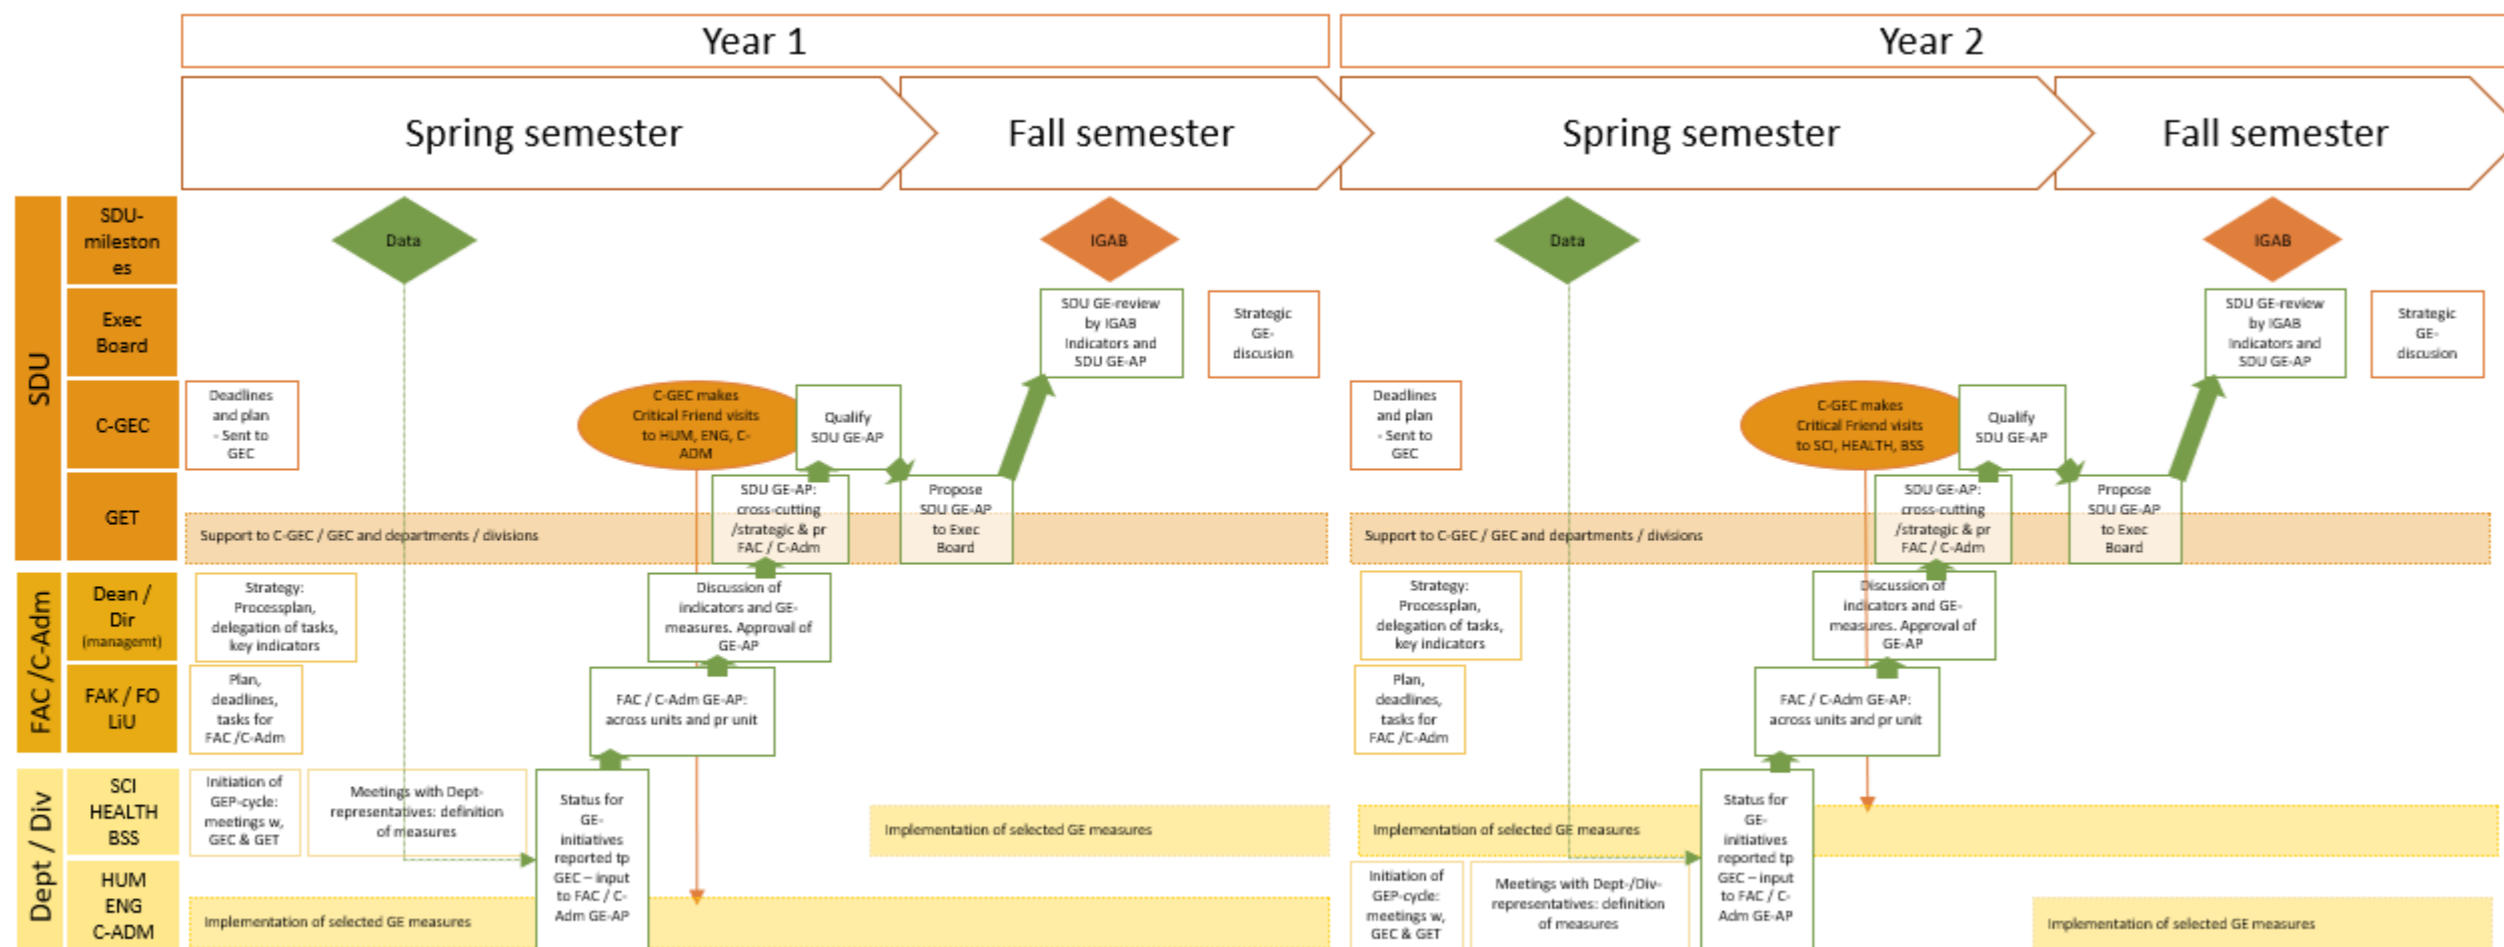 Year 1
Year 2
Spring semester
Fall semester
Spring semester
Fall semester
SDU
SDU-
mileston
es
Data
IGAB
Data
IGAB
Exec
Board
SDU GE-review
by IGAB
Indicators and
SDU GE-AP
Strategic
GE-
discusion
SDU GE-review
by IGAB
Indicators and
SDU GE-AP
Strategic
GE-
discusion
C-GEC
Deadlines
and plan
- Sent to
GEC
C-GEC makes
Critical Friend visits
to HUM, ENG, C-
ADM
Qualify
SDU GE-AP
Deadlines
and plan
- Sent to
GEC
C-GEC makes
Critical Friend visits
to SCI, HEALTH, BSS
Qualify
SDU GE-AP
GET
Support to C-GEC / GEC and departments / divisions
SDU GE-AP:
cross-cutting
/strategic & pr
FAC / C-Adm
Propose
SDU GE-AP
to Exec
Board
Support to C-GEC / GEC and departments / divisions
SDU GE-AP:
cross-cutting
/strategic & pr
FAC / C-Adm
Propose
SDU GE-AP
to Exec
Board
FAC /C-Adm
Dean /
Dir
(managemt)
Strategy:
Processplan,
delegation of tasks,
key indicators
Discussion of
indicators and GE-
measures. Approval of
GE-AP
Strategy:
Processplan,
delegation of tasks,
key indicators
Discussion of
indicators and GE-
measures. Approval of
GE-AP
FAK / FO
LiU
Plan,
deadlines,
tasks for
FAC /C-Adm
FAC / C-Adm GE-AP:
across units and pr unit
Plan,
deadlines,
tasks for
FAC /C-Adm
FAC / C-Adm GE-AP:
across units and pr unit
Dept / Div
SCI
HEALTH
BSS
Initiation of
GEP-cycle:
meetings w,
GEC & GET
Meetings with Dept-
representatives: definition
of measures
Status for
GE-
initiatives
reported tp
GEC – input
to FAC / C-
Adm GE-AP
Implementation of selected GE measures
Implementation of selected GE measures
Status for
GE-
initiatives
reported tp
GEC – input
to FAC / C-
Adm GE-AP
HUM
ENG
C-ADM
Implementation of selected GE measures
Initiation of
GEP-cycle:
meetings w,
GEC & GET
Meetings with Dept-/Div-
representatives: definition
of measures
Implementation of selected GE measures